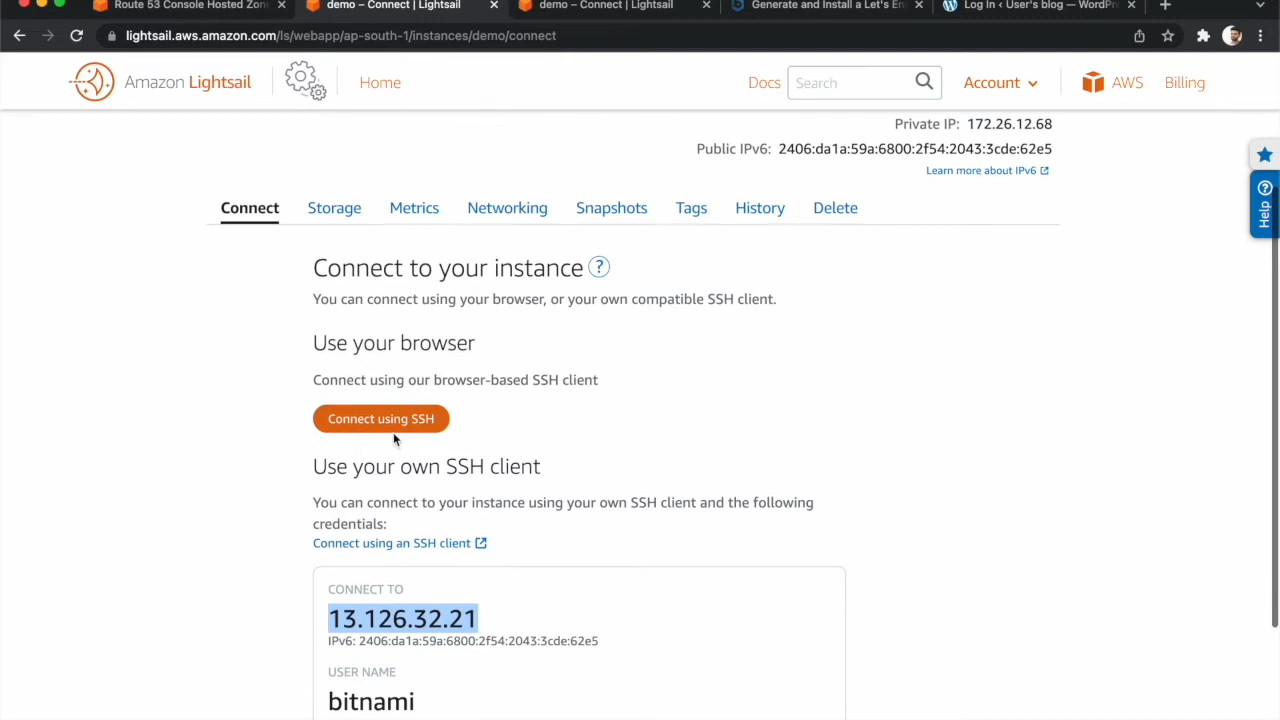 Route 53 Console Hosted Zon
demo – Connect | Lightsail
demo – Connect | Lightsail
Generate and Install a Let's En
Log In ‹ User's blog — WordPr
lightsail.aws.amazon.com/ls/webapp/ap-south-1/instances/demo/connect
Amazon Lightsail
Home
Docs
Search
Account
AWS
Billing
Private IP: 172.26.12.68
Public IPv6: 2406:da1a:59a:6800:2f54:2043:3cde:62e5
Learn more about IPv6
Help
Connect Storage Metrics Networking Snapshots Tags History Delete
Connect to your instance ?
You can connect using your browser, or your own compatible SSH client.
Use your browser
Connect using our browser-based SSH client
Connect using SSH
Use your own SSH client
You can connect to your instance using your own SSH client and the following
credentials:
Connect using an SSH client
CONNECT TO
13.126.32.21
IPv6: 2406:da1a:59a:6800:2f54:2043:3cde:62e5
USER NAME
bitnami